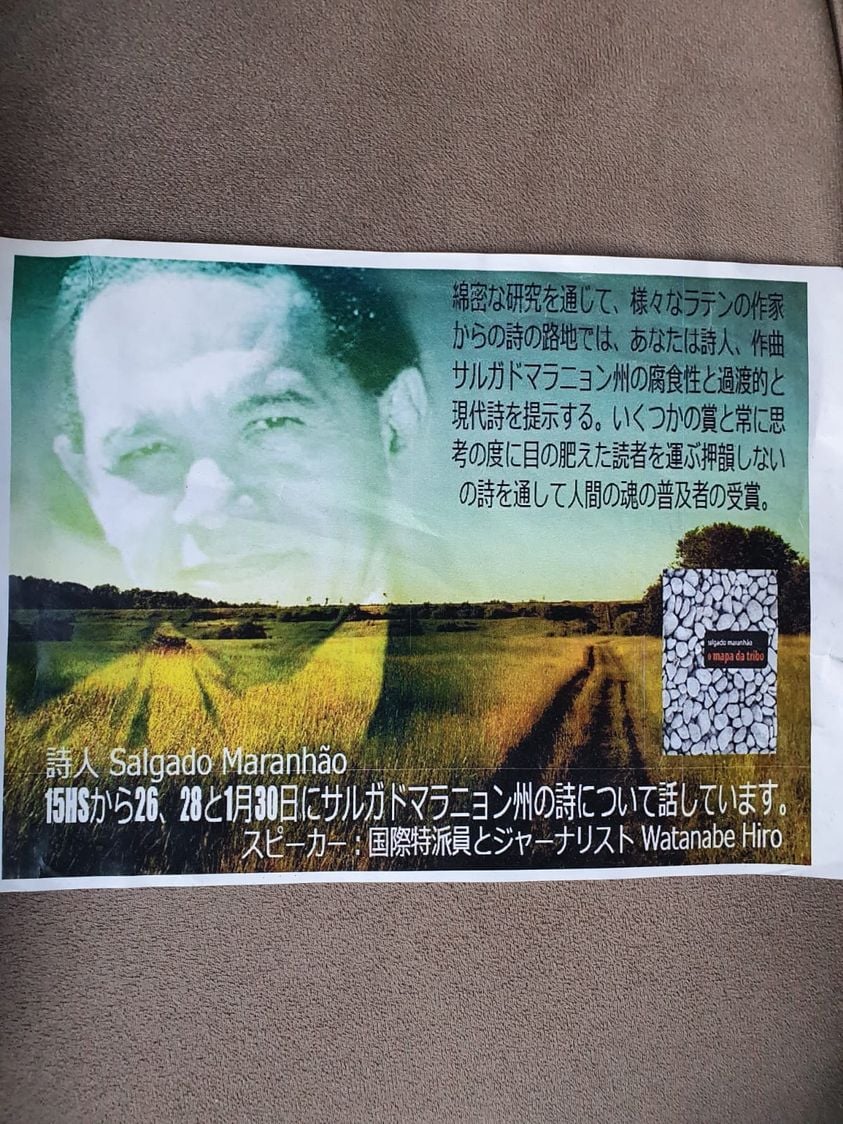 綿密な研究を通じて、様々なラテンの作家
からの詩の路地では、あなたは詩人、作曲
サルガドマラニョン州の腐食性と過渡的と
現代詩を提示する。いくつかの賞と常に思
考の度に目の肥えた読者を運ぶ押韻しない
の詩を通して人間の魂の普及者の受賞。
salgado maranhão
o mapa da tribo
詩人 Salgado Maranhão
15HSから26、28と1月30日にサルガドマラニョン州の詩について話しています。
スピーカー：国際特派員とジャーナリスト Watanabe Hiro